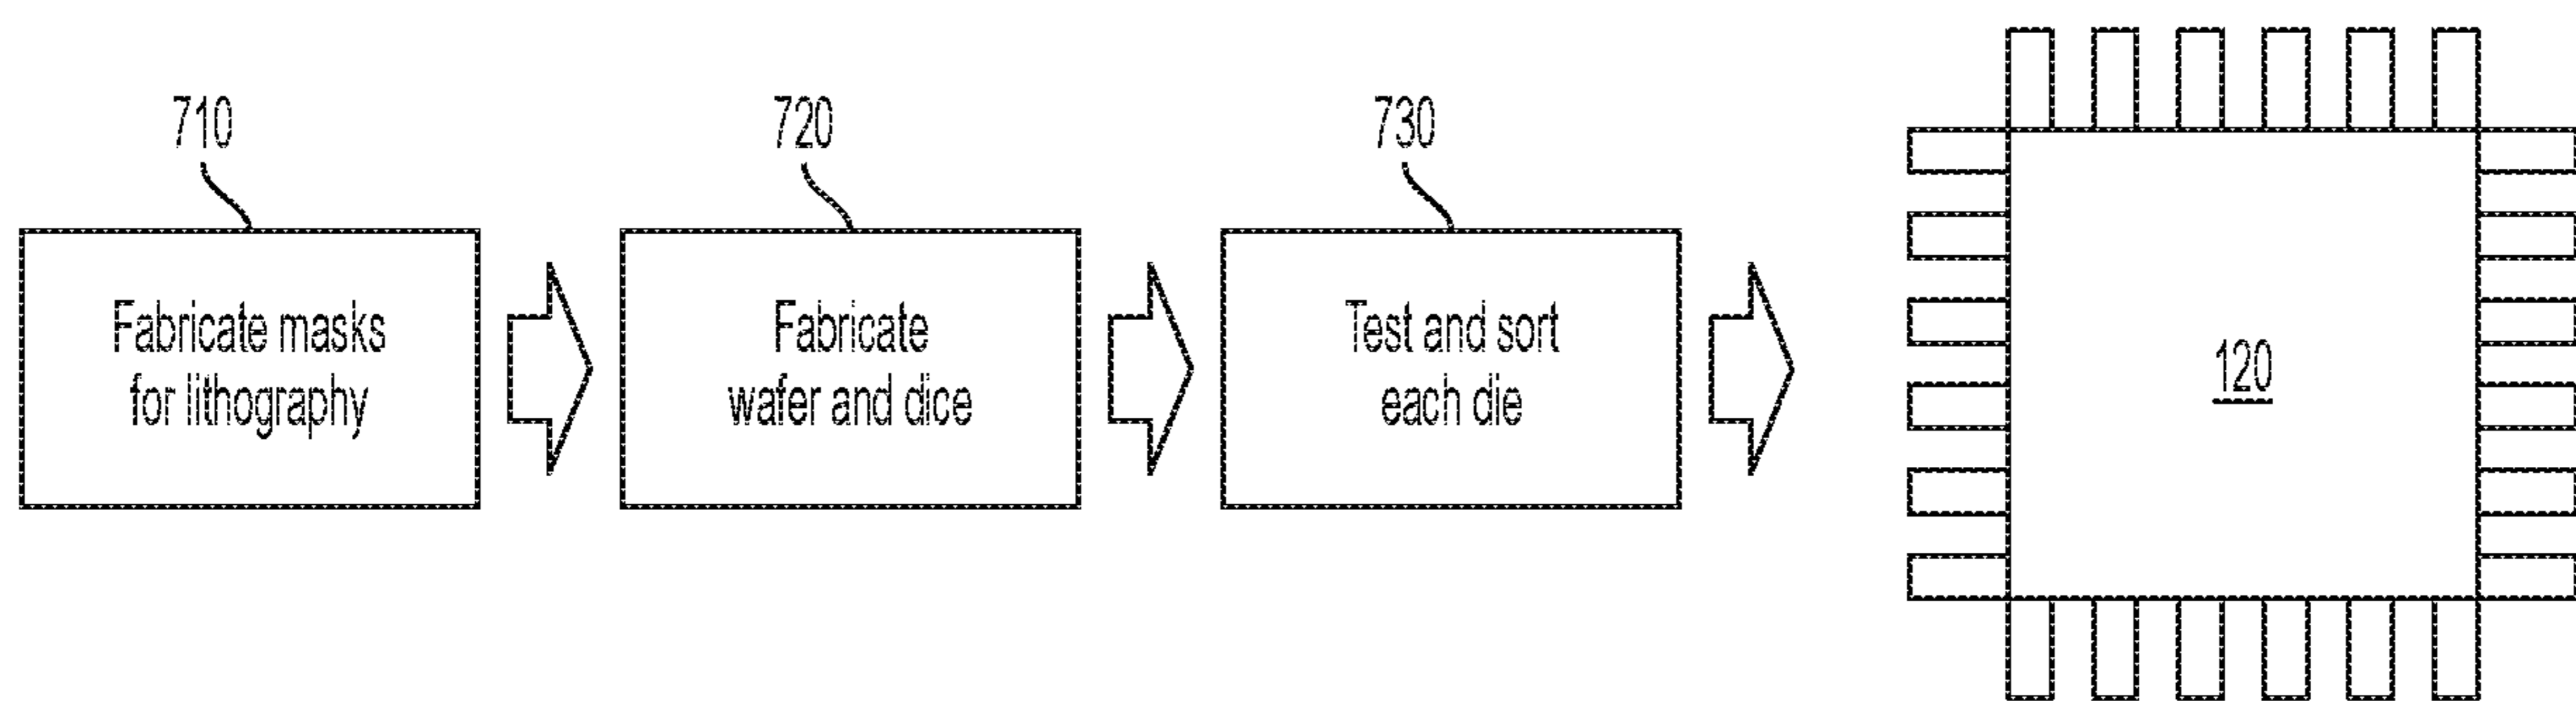 710
720
730
Fabricate masks
for lithography
Fabricate
wafer and dice
Test and sort
each die
120